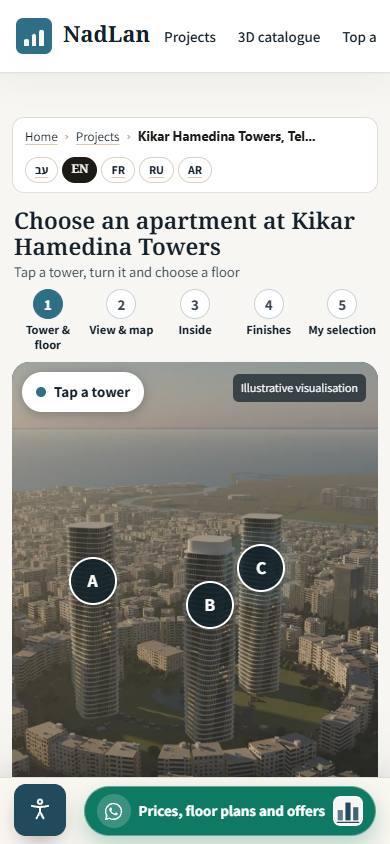 NadLan Projects 3D catalogue Top a
Home › Projects › Kikar Hamedina Towers, Tel...
עב EN FR RU AR
Choose an apartment at Kikar
Hamedina Towers
Tap a tower, turn it and choose a floor
1 2 3 4 5
Tower & floor
View & map
Inside
Finishes
My selection
Tap a tower
Illustrative visualisation
A
B
C
Prices, floor plans and offers